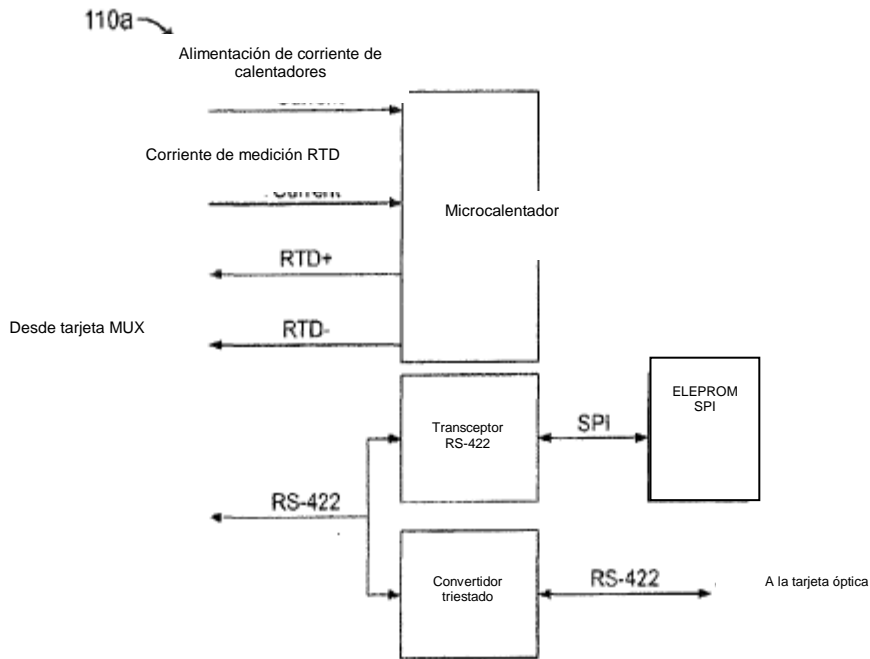 110a
Alimentación de corriente de
calentadores
Corriente de medición RTD
Current
Microcalentador
RTD+
Desde tarjeta MUX
RTD-
ELEPROM
SPI
Transceptor
RS-422
SPI
RS-422
Convertidor
triestado
RS-422
A la tarjeta óptica